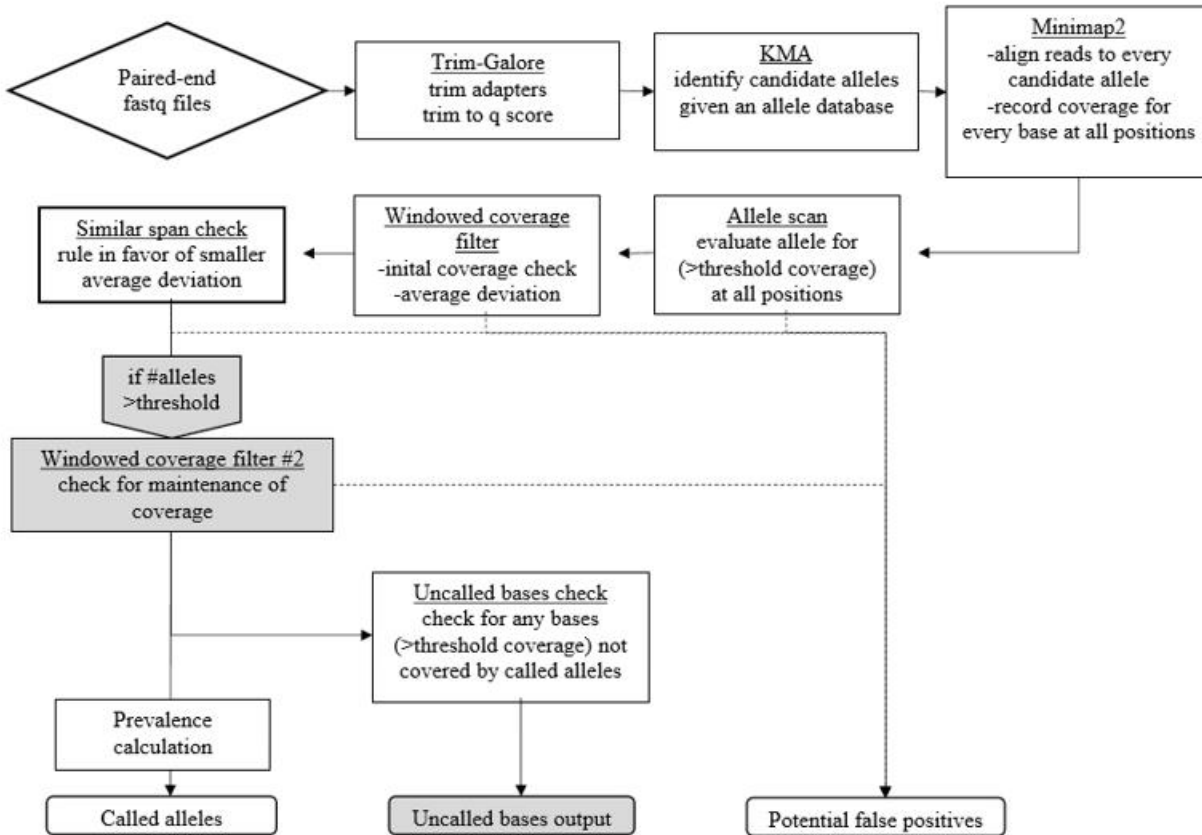 Paired-end
fastq files
Trim-Galore
trim adapters
trim to q score
KMA
identify candidate alleles
given an allele database
Minimap2
-align reads to every
candidate allele
-record coverage for
every base at all positions
Similar span check
rule in favor of smaller
average deviation
Windowed coverage
filter
-inital coverage check
-average deviation
Allele scan
evaluate allele for
(>threshold coverage)
at all positions
if #alleles
>threshold
Windowed coverage filter #2
check for maintenance of
coverage
Uncalled bases check
check for any bases
(>threshold coverage) not
covered by called alleles
Prevalence
calculation
Called alleles
Uncalled bases output
Potential false positives